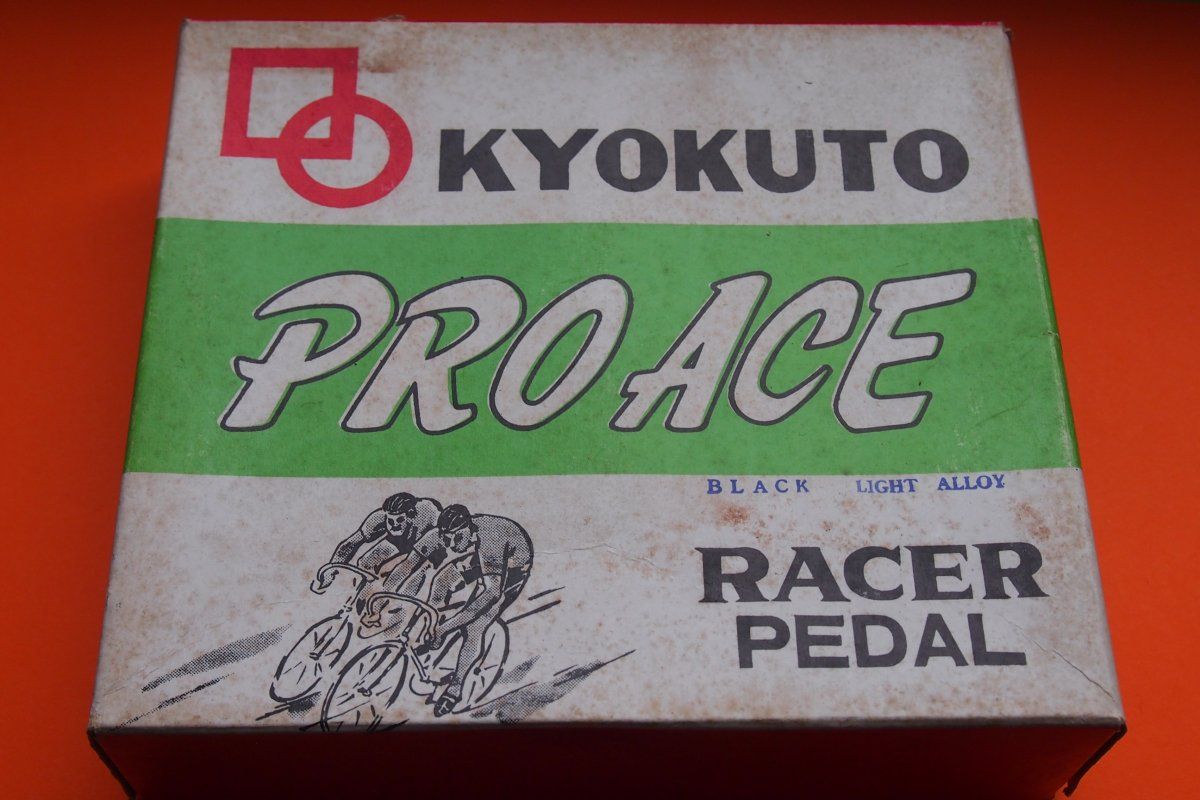 KYOKUTO
PRO ACE
BLACK LIGHT ALLOY
RACER
PEDAL